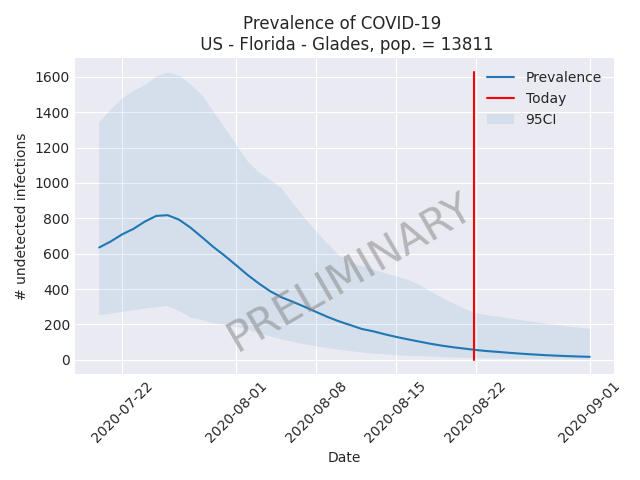 Prevalence of COVID-19
US - Florida - Glades, pop. = 13811
# undetected infections
1600
1400
1200
1000
800
600
400
200
0
Prevalence
Today
95CI
PRELIMINARY
2020-07-22
2020-08-01
2020-08-08
2020-08-15
2020-08-22
2020-09-01
Date